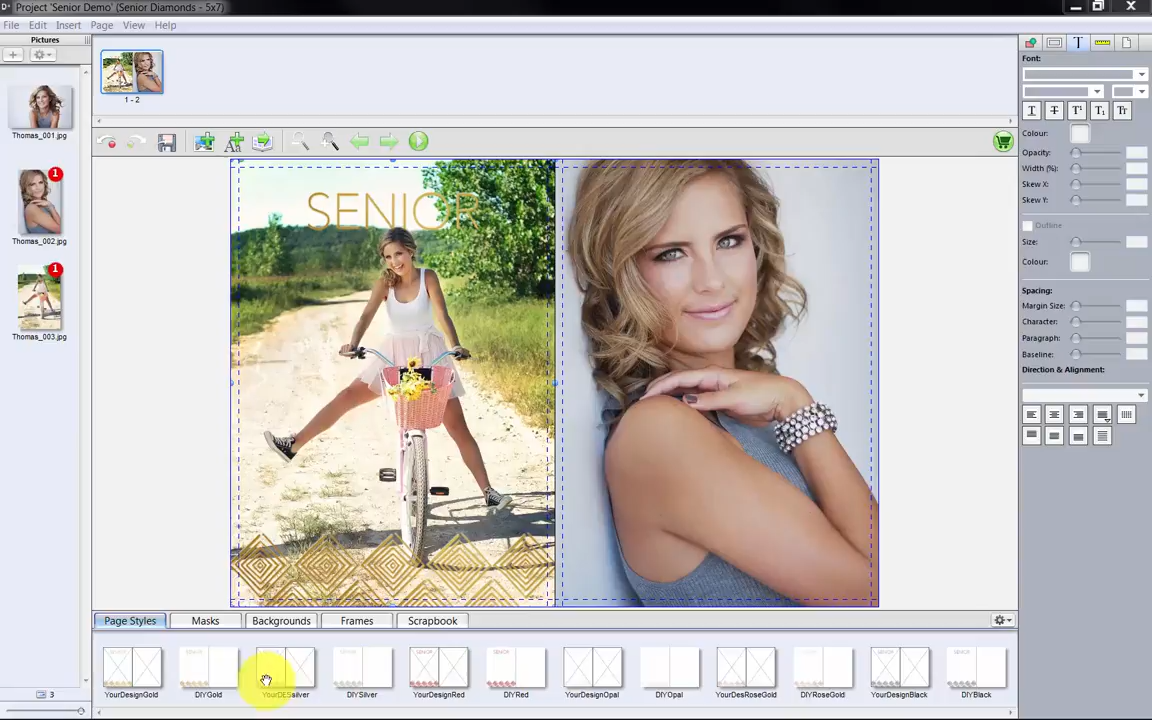 Project 'Senior Demo' (Senior Diamonds - 5x7)
File Edit Insert Page View Help
Pictures
Thomas_001.jpg
1
Thomas_002.jpg
1
Thomas_003.jpg
3
1 - 2
SENIOR
Page Styles Masks Backgrounds Frames Scrapbook
YourDesignGold DIYGold YourDESsilver DIYSilver YourDesignRed DIYRed YourDesignOpal DIYOpal YourDesRoseGold DIYRoseGold YourDesignBlack DIYBlack
Font:
Colour:
Opacity:
Width (%):
Skew X:
Skew Y:
Outline
Size:
Colour:
Spacing:
Margin Size:
Character:
Paragraph:
Baseline:
Direction & Alignment: